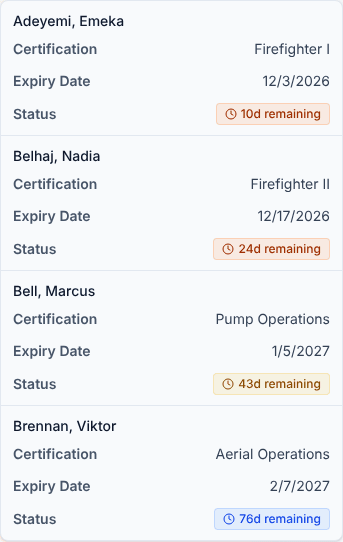 Adeyemi, Emeka
Certification Firefighter I
Expiry Date 12/3/2026
Status 10d remaining
Belhaj, Nadia
Certification Firefighter II
Expiry Date 12/17/2026
Status 24d remaining
Bell, Marcus
Certification Pump Operations
Expiry Date 1/5/2027
Status 43d remaining
Brennan, Viktor
Certification Aerial Operations
Expiry Date 2/7/2027
Status 76d remaining